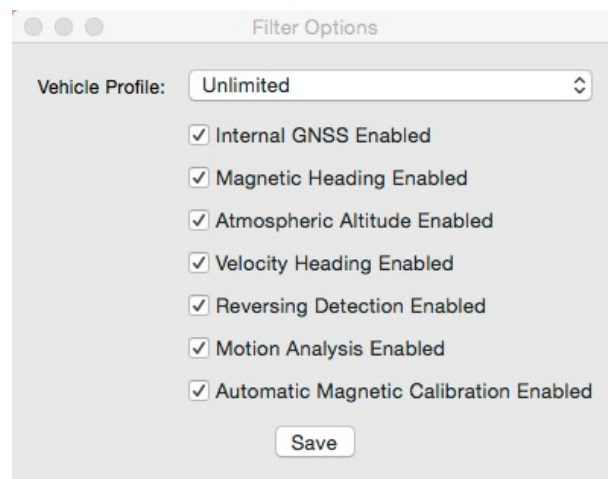 Filter Options
Vehicle Profile: Unlimited
Internal GNSS Enabled
Magnetic Heading Enabled
Atmospheric Altitude Enabled
Velocity Heading Enabled
Reversing Detection Enabled
Motion Analysis Enabled
Automatic Magnetic Calibration Enabled
Save